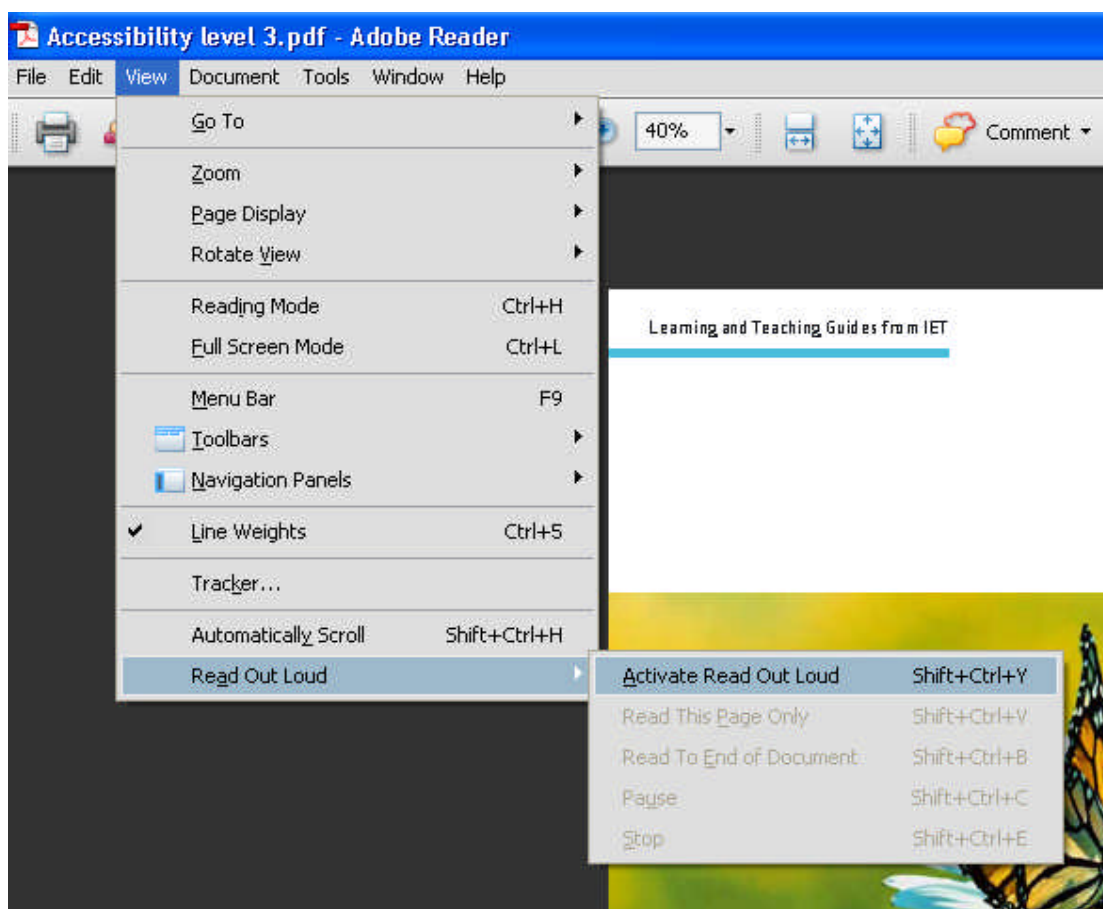 Accessibility level 3.pdf - Adobe Reader
File Edit View Document Tools Window Help
Go To
40% Comment
Zoom
Page Display
Rotate View
Reading Mode Ctrl+H
Full Screen Mode Ctrl+L
Learning and Teaching Guides from IET
Menu Bar F9
Toolbars
Navigation Panels
Line Weights Ctrl+5
Tracker...
Automatically Scroll Shift+Ctrl+H
Read Out Loud
Activate Read Out Loud Shift+Ctrl+Y
Read This Page Only Shift+Ctrl+V
Read To End of Document Shift+Ctrl+B
Pause Shift+Ctrl+C
Stop Shift+Ctrl+E